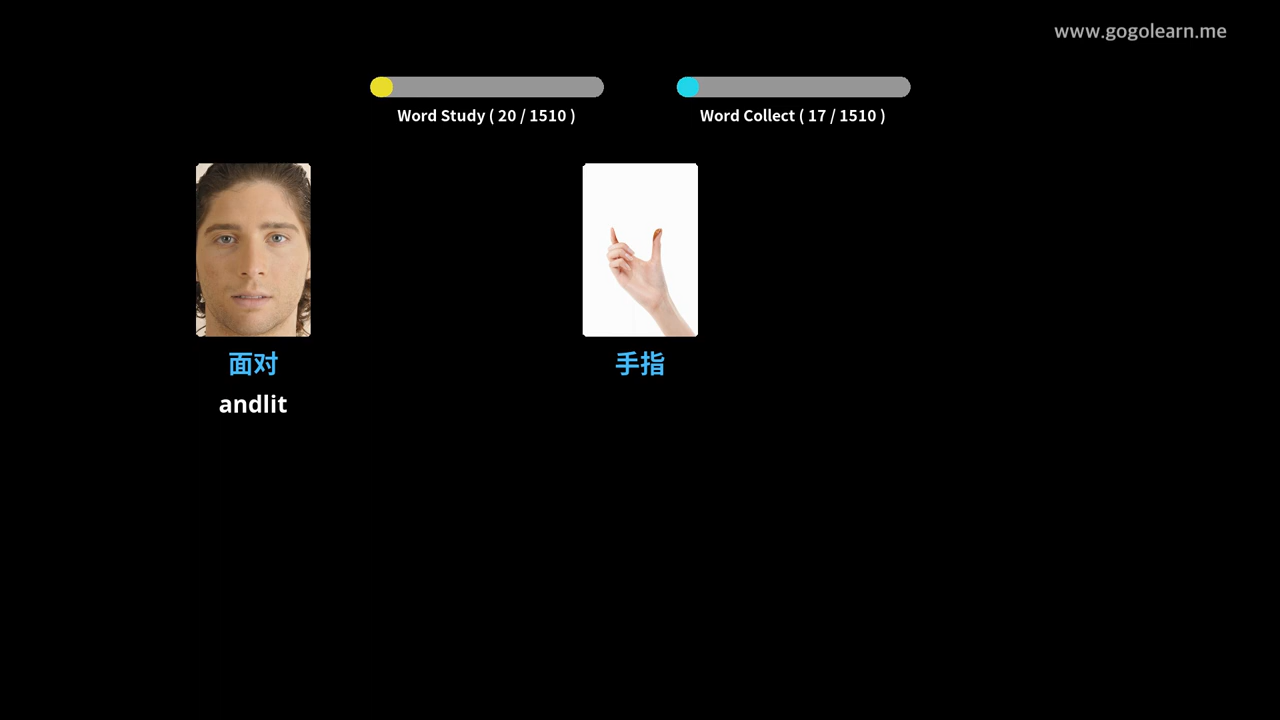 www.gogolearn.me
Word Study ( 20 / 1510 )
Word Collect ( 17 / 1510 )
面对
andlit
手指